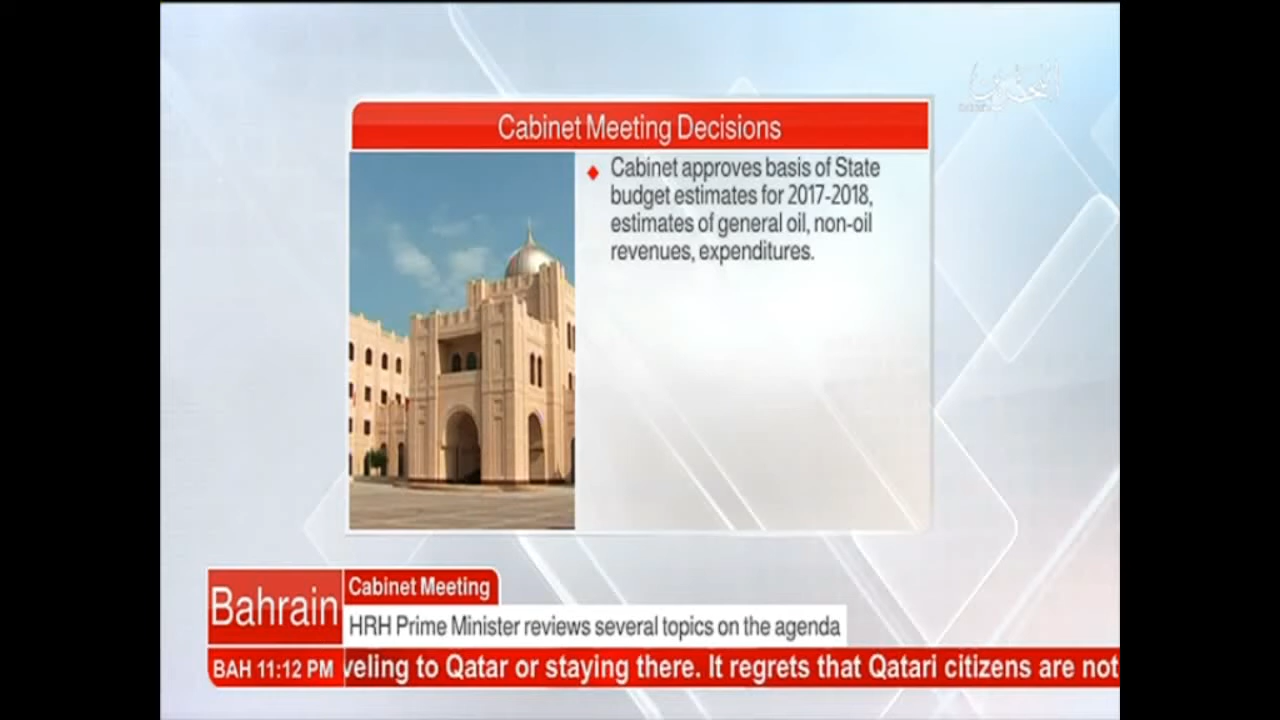 Cabinet Meeting Decisions
Cabinet approves basis of State
budget estimates for 2017-2018,
estimates of general oil, non-oil
revenues, expenditures.
Bahrain
Cabinet Meeting
HRH Prime Minister reviews several topics on the agenda
BAH 11:12 PM
veling to Qatar or staying there. It regrets that Qatari citizens are not